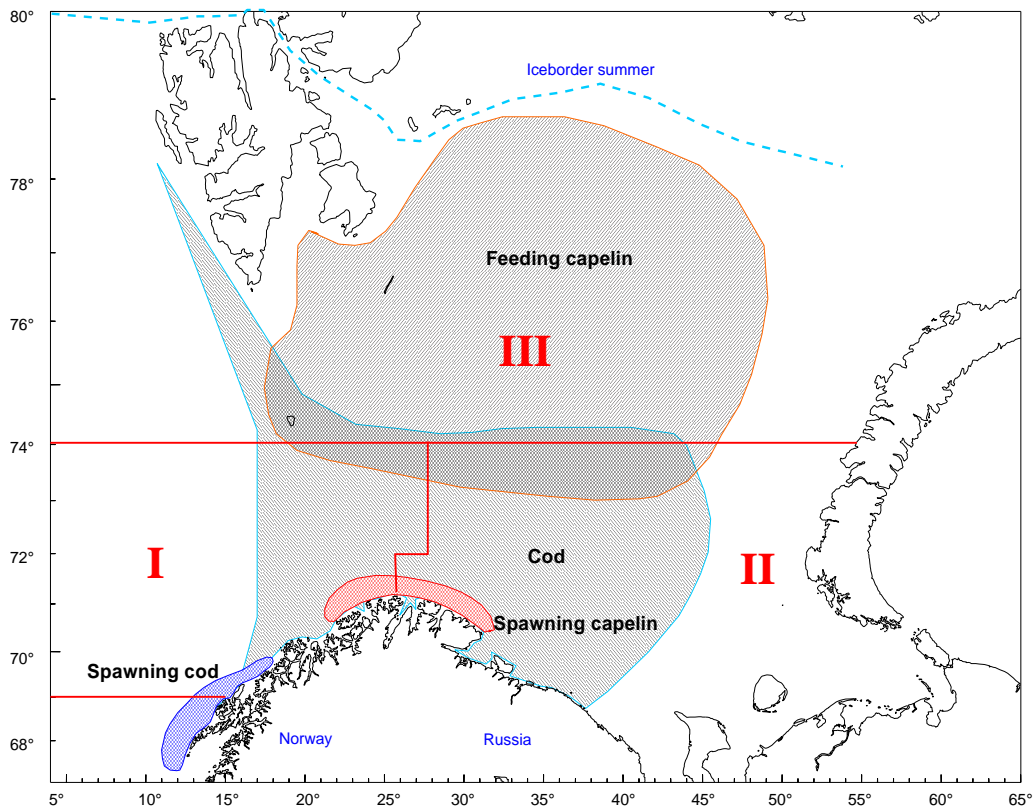 80°
Iceborder summer
78°
Feeding capelin
76°
III
74°
72°
I
Cod
II
Spawning capelin
70°
Spawning cod
68°
Norway
Russia
5°
10°
15°
20°
25°
30°
35°
40°
45°
50°
55°
60°
65°